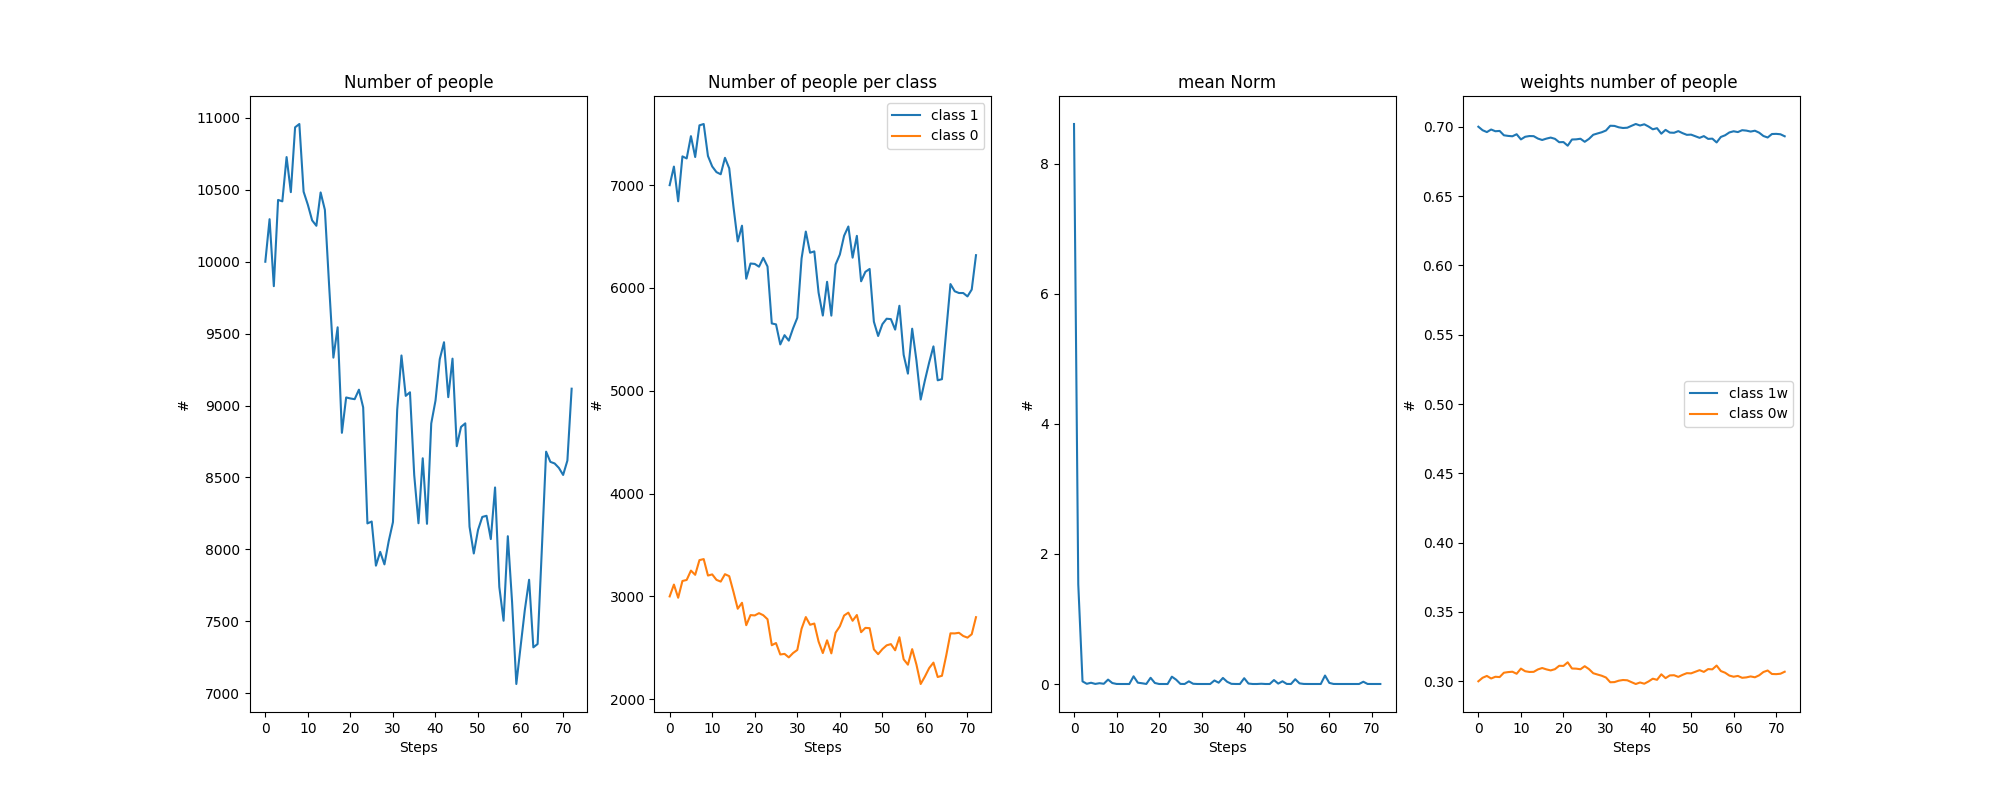 Number of people
11000
10500
10000
9500
9000
8500
8000
7500
7000
#
0 10 20 30 40 50 60 70
Steps
Number of people per class
class 1
class 0
7000
6000
5000
4000
3000
2000
#
0 10 20 30 40 50 60 70
Steps
mean Norm
8
6
4
2
0
#
0 10 20 30 40 50 60 70
Steps
weights number of people
0.70
0.65
0.60
0.55
0.50
0.45
0.40
0.35
0.30
#
class 1w
class 0w
0 10 20 30 40 50 60 70
Steps